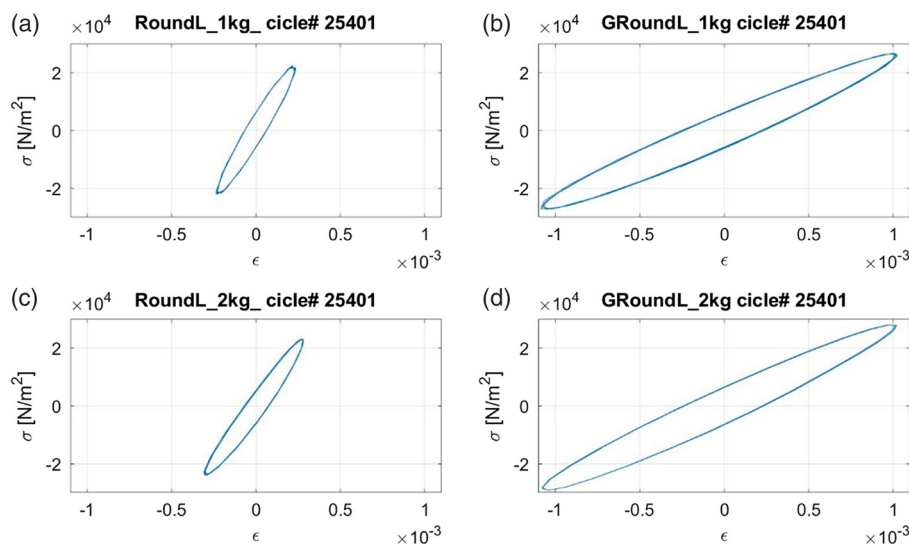 (a) RoundL_1kg_ cicle# 25401
×10⁴
2
0
-2
σ [N/m²]
-1 -0.5 0 0.5 1
ϵ ×10⁻³
(b) GRoundL_1kg cicle# 25401
×10⁴
2
0
-2
σ [N/m²]
-1 -0.5 0 0.5 1
ϵ ×10⁻³
(c) RoundL_2kg_ cicle# 25401
×10⁴
2
0
-2
σ [N/m²]
-1 -0.5 0 0.5 1
ϵ ×10⁻³
(d) GRoundL_2kg cicle# 25401
×10⁴
2
0
-2
σ [N/m²]
-1 -0.5 0 0.5 1
ϵ ×10⁻³